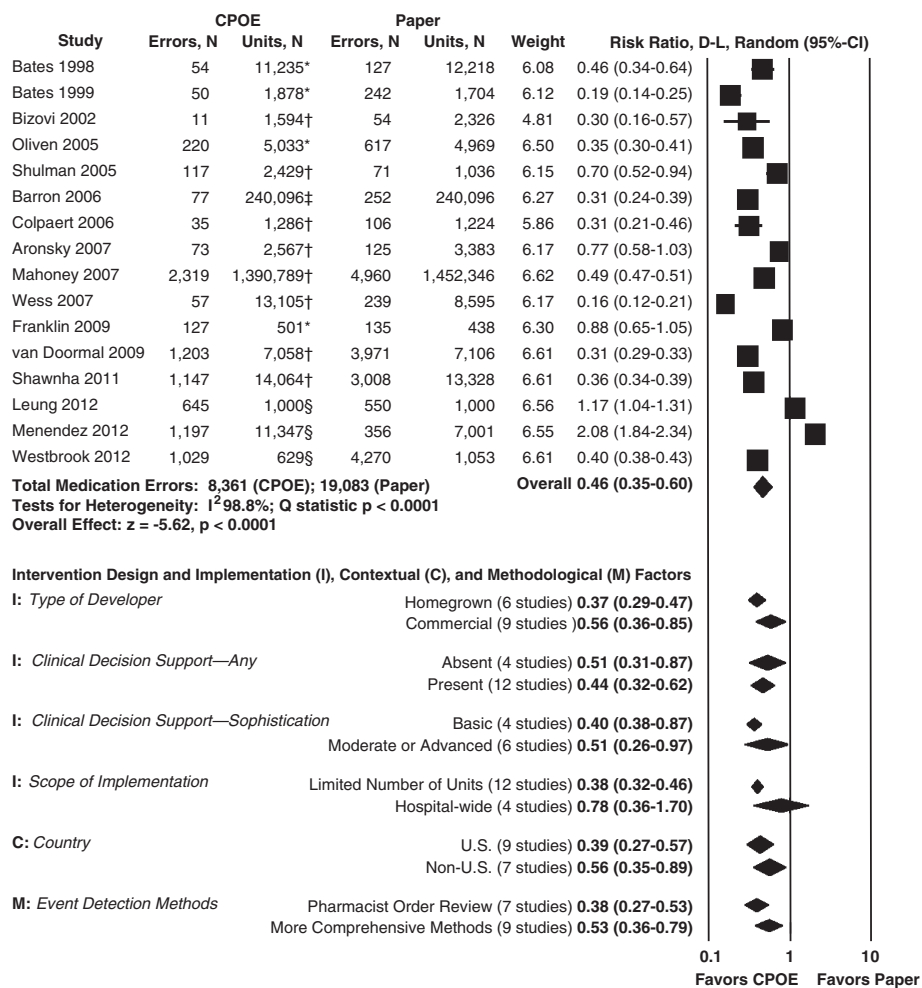 CPOE Paper
Study Errors, N Units, N Errors, N Units, N Weight Risk Ratio, D-L, Random (95%-CI)
Bates 1998 54 11,235* 127 12,218 6.08 0.46 (0.34-0.64)
Bates 1999 50 1,878* 242 1,704 6.12 0.19 (0.14-0.25)
Bizovi 2002 11 1,594† 54 2,326 4.81 0.30 (0.16-0.57)
Oliven 2005 220 5,033* 617 4,969 6.50 0.35 (0.30-0.41)
Shulman 2005 117 2,429† 71 1,036 6.15 0.70 (0.52-0.94)
Barron 2006 77 240,096‡ 252 240,096 6.27 0.31 (0.24-0.39)
Colpaert 2006 35 1,286† 106 1,224 5.86 0.31 (0.21-0.46)
Aronsky 2007 73 2,567† 125 3,383 6.17 0.77 (0.58-1.03)
Mahoney 2007 2,319 1,390,789† 4,960 1,452,346 6.62 0.49 (0.47-0.51)
Wess 2007 57 13,105† 239 8,595 6.17 0.16 (0.12-0.21)
Franklin 2009 127 501* 135 438 6.30 0.88 (0.65-1.05)
van Doormal 2009 1,203 7,058† 3,971 7,106 6.61 0.31 (0.29-0.33)
Shawnha 2011 1,147 14,064† 3,008 13,328 6.61 0.36 (0.34-0.39)
Leung 2012 645 1,000§ 550 1,000 6.56 1.17 (1.04-1.31)
Menendez 2012 1,197 11,347§ 356 7,001 6.55 2.08 (1.84-2.34)
Westbrook 2012 1,029 629§ 4,270 1,053 6.61 0.40 (0.38-0.43)
Total Medication Errors: 8,361 (CPOE); 19,083 (Paper) Overall 0.46 (0.35-0.60)
Tests for Heterogeneity: I² 98.8%; Q statistic p < 0.0001
Overall Effect: z = -5.62, p < 0.0001
Intervention Design and Implementation (I), Contextual (C), and Methodological (M) Factors
I: Type of Developer Homegrown (6 studies) 0.37 (0.29-0.47)
Commercial (9 studies )0.56 (0.36-0.85)
I: Clinical Decision Support—Any Absent (4 studies) 0.51 (0.31-0.87)
Present (12 studies) 0.44 (0.32-0.62)
I: Clinical Decision Support—Sophistication Basic (4 studies) 0.40 (0.38-0.87)
Moderate or Advanced (6 studies) 0.51 (0.26-0.97)
I: Scope of Implementation Limited Number of Units (12 studies) 0.38 (0.32-0.46)
Hospital-wide (4 studies) 0.78 (0.36-1.70)
C: Country U.S. (9 studies) 0.39 (0.27-0.57)
Non-U.S. (7 studies) 0.56 (0.35-0.89)
M: Event Detection Methods Pharmacist Order Review (7 studies) 0.38 (0.27-0.53)
More Comprehensive Methods (9 studies) 0.53 (0.36-0.79)
0.1 1 10
Favors CPOE Favors Paper